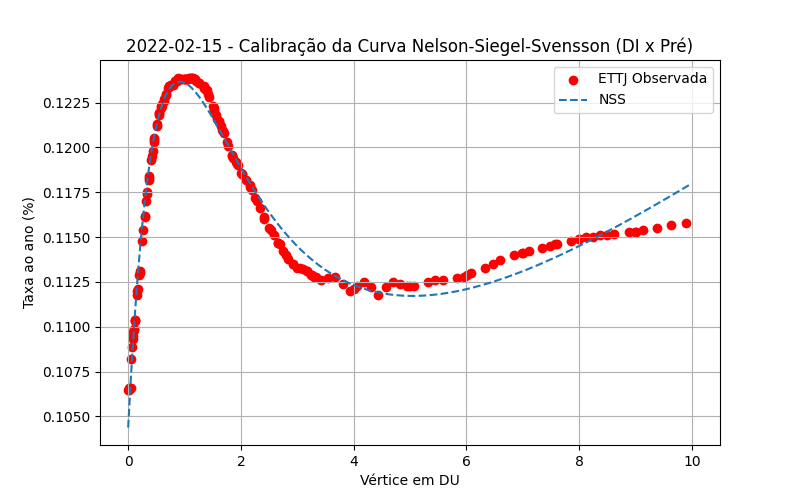 2022-02-15 - Calibração da Curva Nelson-Siegel-Svensson (DI x Pré)
ETTJ Observada
NSS
Taxa ao ano (%)
0.1225
0.1200
0.1175
0.1150
0.1125
0.1100
0.1075
0.1050
0 2 4 6 8 10
Vértice em DU